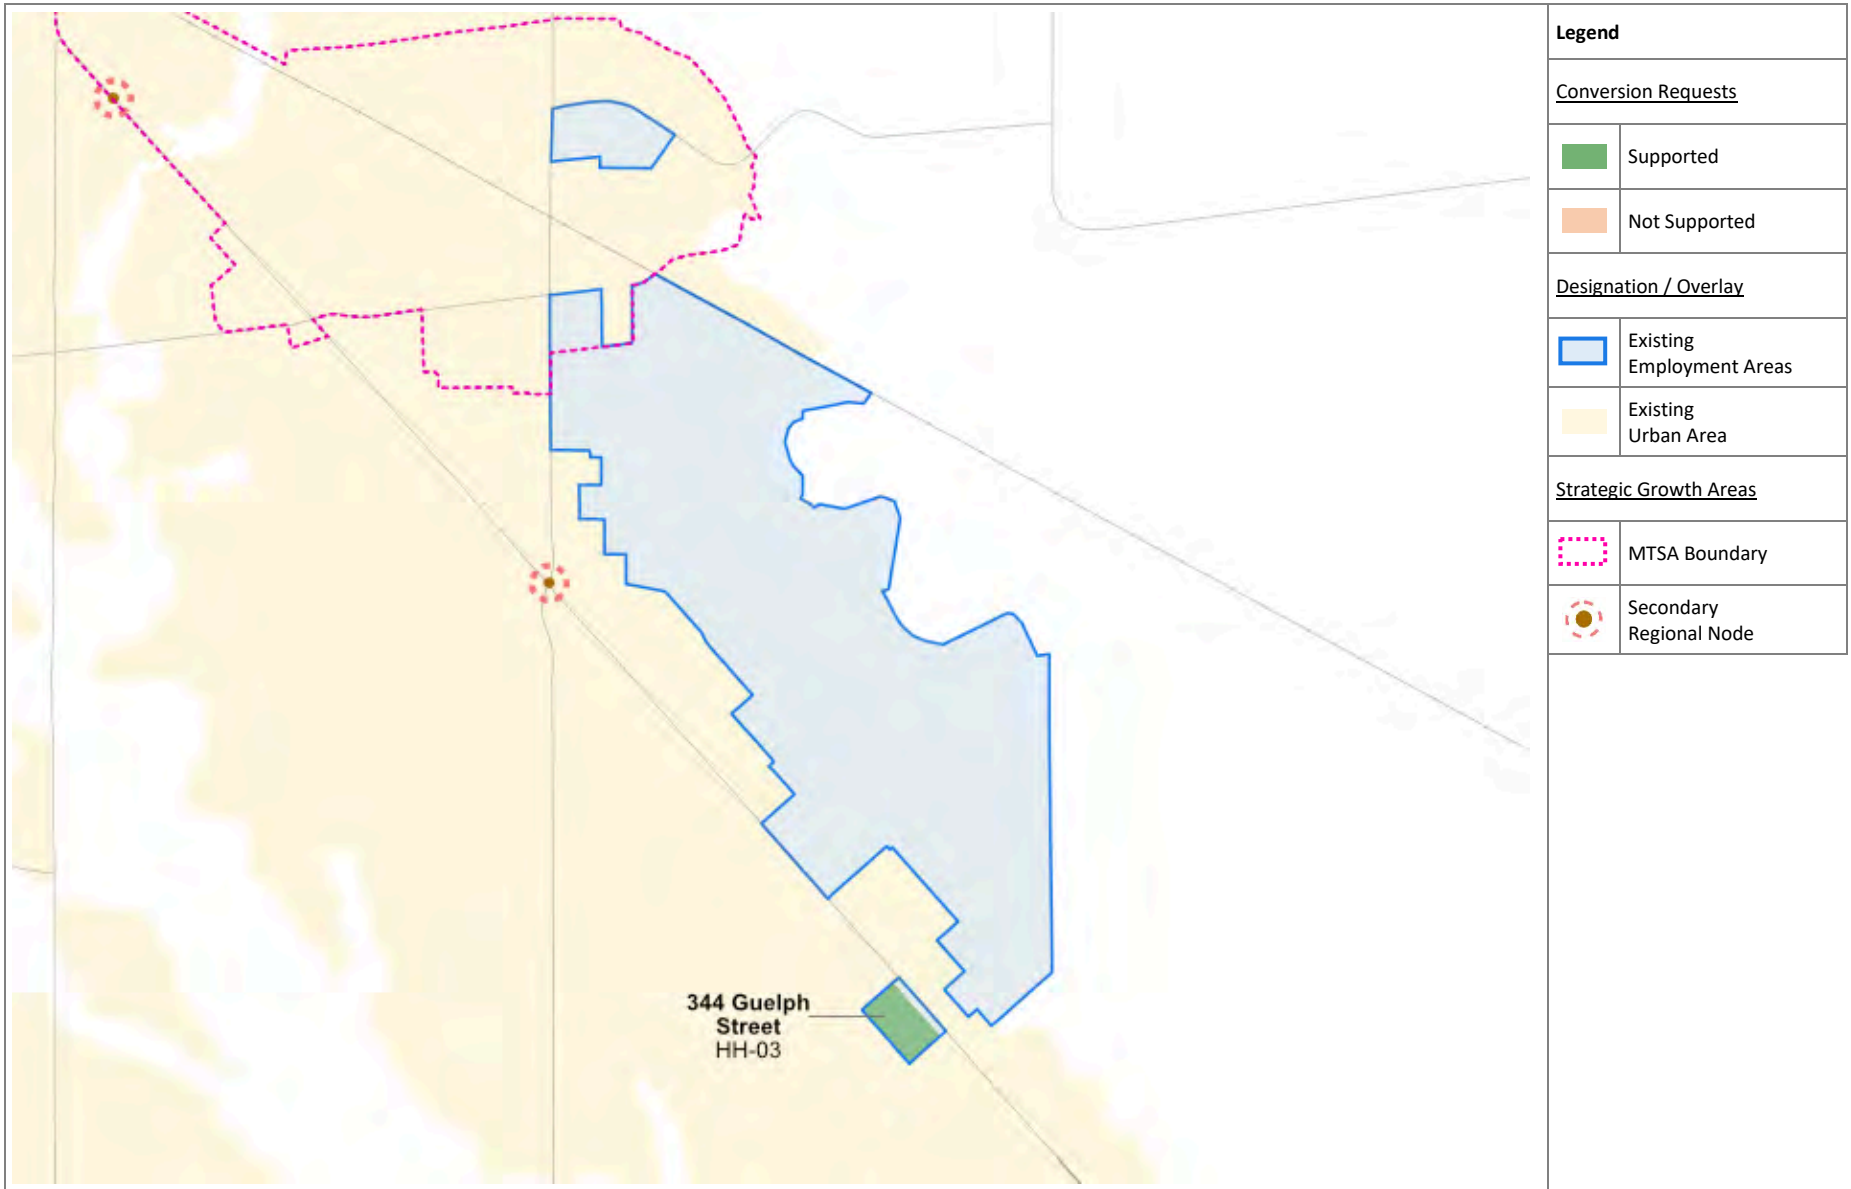 344 Guelph
Street
HH-03
Legend
Conversion Requests
Supported
Not Supported
Designation / Overlay
Existing
Employment Areas
Existing
Urban Area
Strategic Growth Areas
MTSA Boundary
Secondary
Regional Node